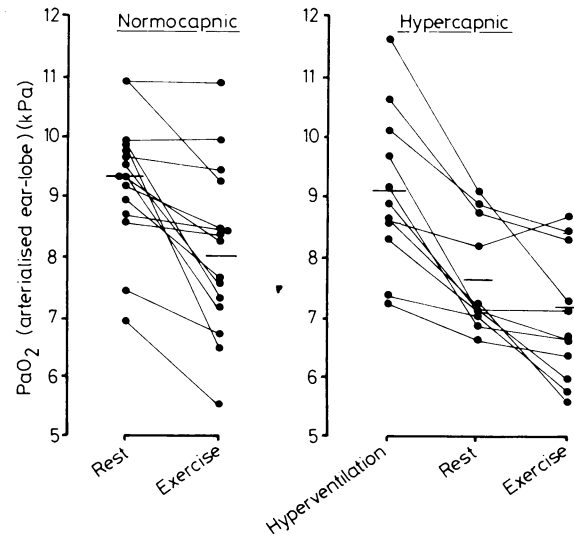 Normocapnic
Hypercapnic
PaO2 (arterialised ear-lobe) (kPa)
12
11
10
9
8
7
6
5
Rest
Exercise
12
11
10
9
8
7
6
5
Hyperventilation
Rest
Exercise